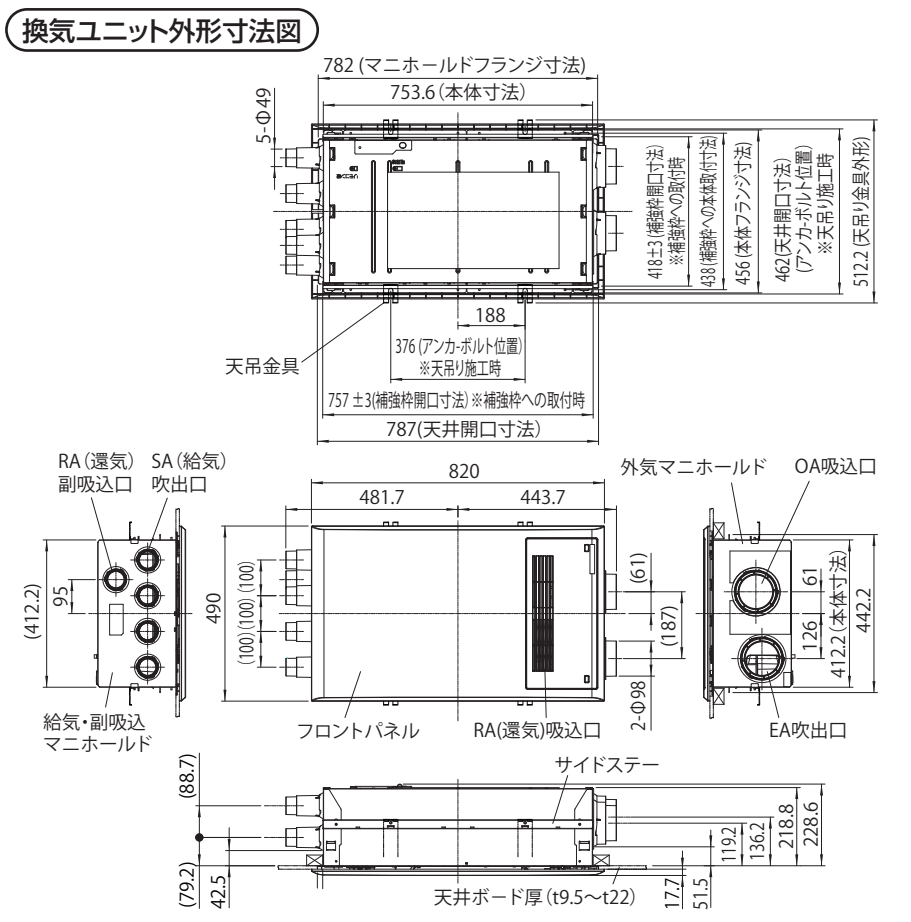 換気ユニット外形寸法図
782 (マニホールドフランジ寸法)
753.6 (本体寸法)
5-Φ49
リモコン線
418±3 (補強枠開口寸法)
※補強枠への取付時
438(補強枠への本体取付寸法)
456 (本体フランジ寸法)
462(天井開口寸法)
(アンカーボルト位置)
※天吊り施工時
512.2 (天吊り金具外形)
188
天吊金具
376 (アンカーボルト位置)
※天吊り施工時
757 ±3(補強枠開口寸法) ※補強枠への取付時
787(天井開口寸法)
RA (還気)
副吸込口
SA (給気)
吹出口
820
481.7
443.7
外気マニホールド
OA吸込口
(412.2)
95
490
(100)
(100)
(100)
(61)
(187)
2-Φ98
61
126
412.2 (本体寸法)
442.2
給気・副吸込
マニホールド
フロントパネル
RA(還気)吸込口
EA吹出口
サイドステー
(88.7)
(79.2)
42.5
119.2
136.2
218.8
228.6
天井ボード厚 (t9.5～t22)
17.7
51.5